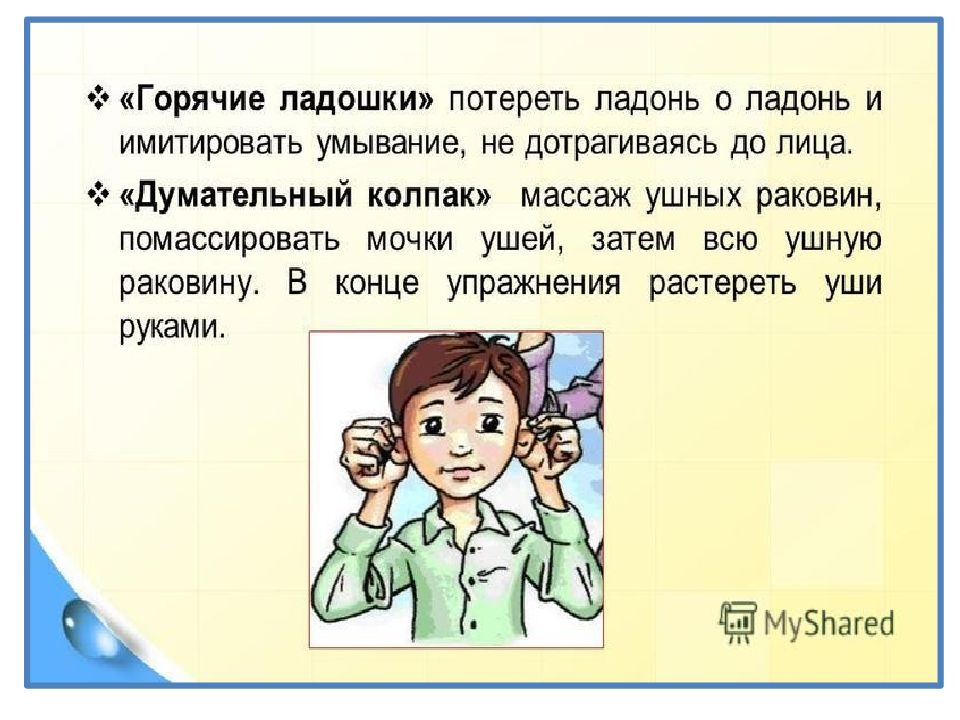 ❖ «Горячие ладошки» потереть ладонь о ладонь и
имитировать умывание, не дотрагиваясь до лица.
❖ «Думательный колпак» массаж ушных раковин,
помассировать мочки ушей, затем всю ушную
раковину. В конце упражнения растереть уши
руками.
MyShared